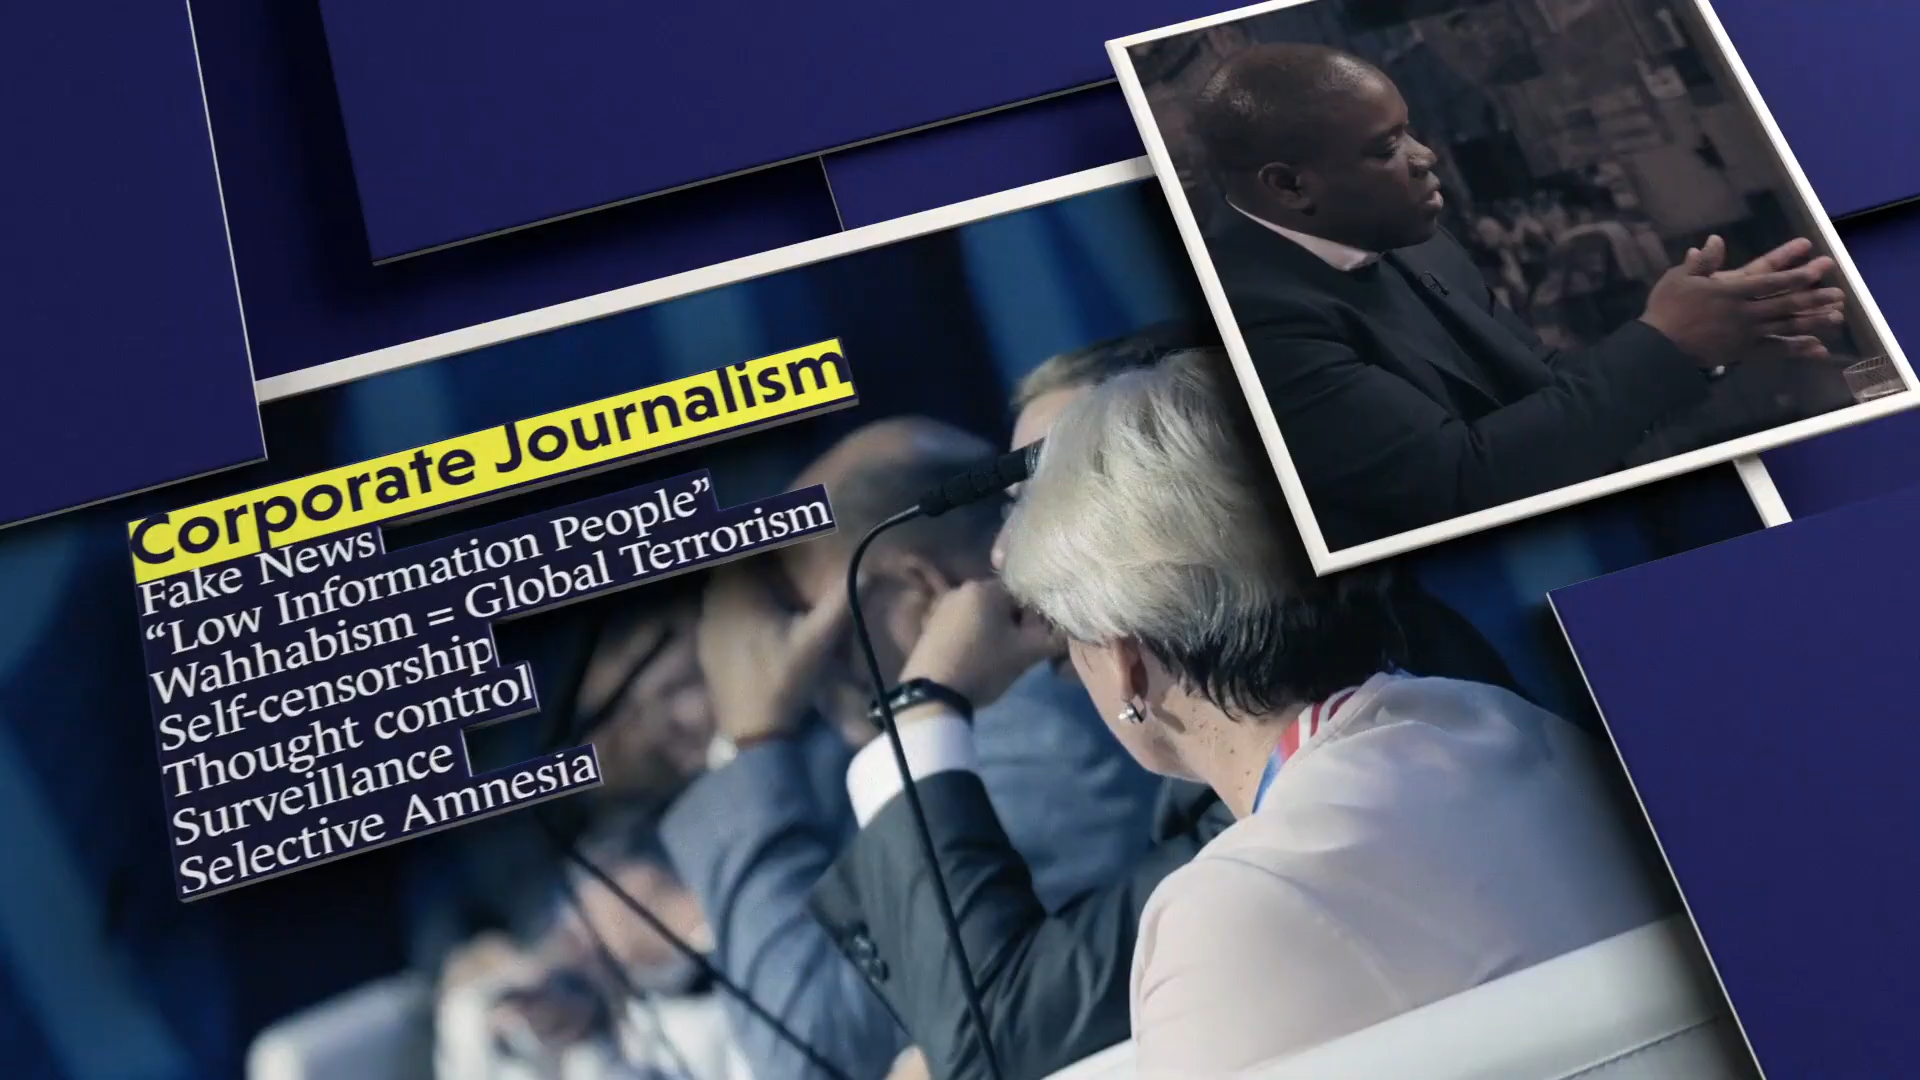 Corporate Journalism
Fake News
“Low Information People”
Wahhabism = Global Terrorism
Self-censorship
Thought control
Surveillance
Selective Amnesia